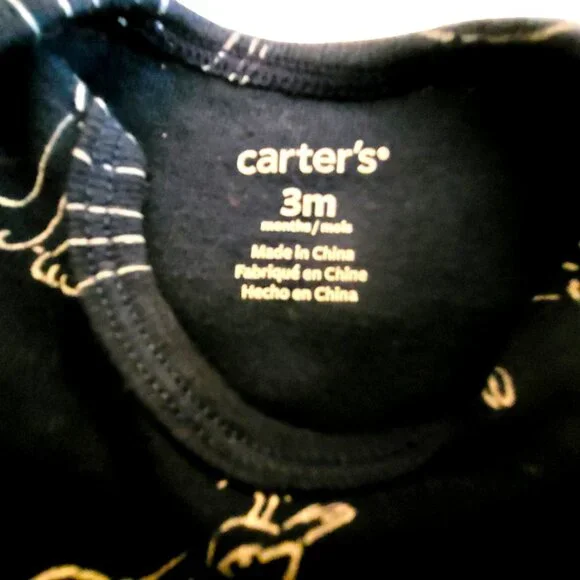 carter's®
3m
months/mois
Made in China
Fabriqué en Chine
Hecho en China